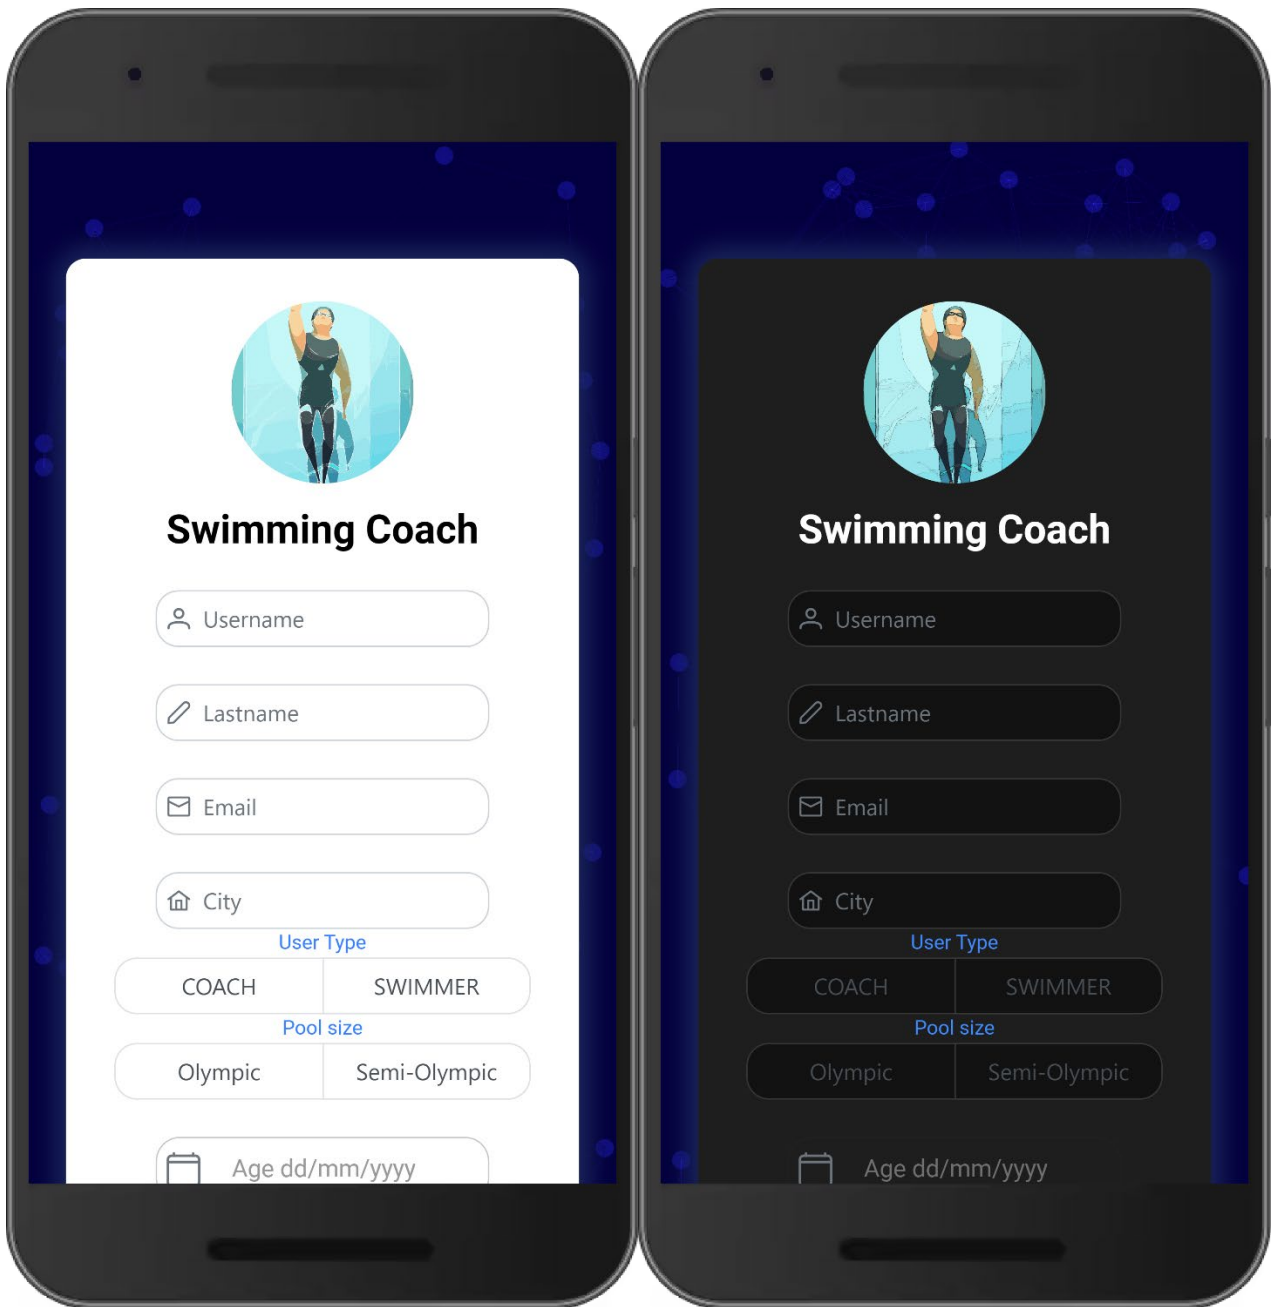 Swimming Coach
Username
Lastname
Email
City
User Type
COACH SWIMMER
Pool size
Olympic Semi-Olympic
Age dd/mm/yyyy
Swimming Coach
Username
Lastname
Email
City
User Type
COACH SWIMMER
Pool size
Olympic Semi-Olympic
Age dd/mm/yyyy